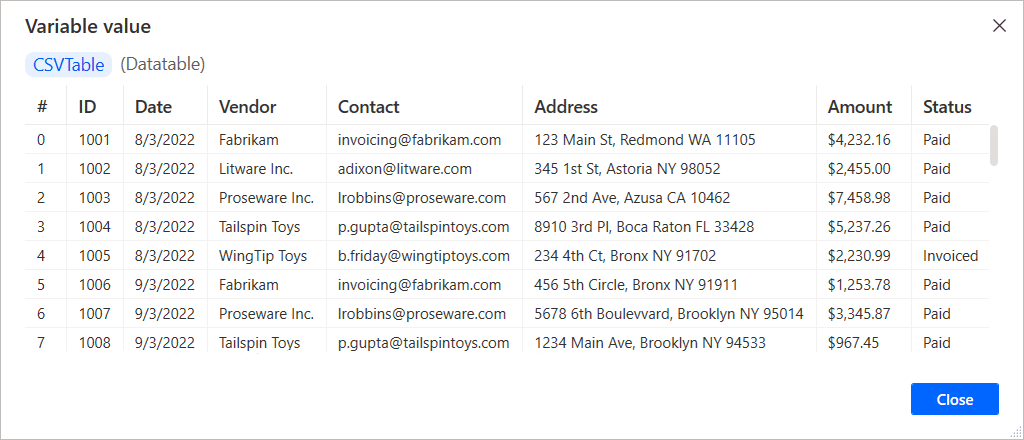 Variable value
CSVTable (Datatable)
# ID Date Vendor Contact Address Amount Status
0 1001 8/3/2022 Fabrikam invoicing@fabrikam.com 123 Main St, Redmond WA 11105 $4,232.16 Paid
1 1002 8/3/2022 Litware Inc. adixon@litware.com 345 1st St, Astoria NY 98052 $2,455.00 Paid
2 1003 8/3/2022 Proseware Inc. lrobbins@proseware.com 567 2nd Ave, Azusa CA 10462 $7,458.98 Paid
3 1004 8/3/2022 Tailspin Toys p.gupta@tailspintoys.com 8910 3rd Pl, Boca Raton FL 33428 $5,237.26 Paid
4 1005 8/3/2022 WingTip Toys b.friday@wingtiptoys.com 234 4th Ct, Bronx NY 91702 $2,230.99 Invoiced
5 1006 9/3/2022 Fabrikam invoicing@fabrikam.com 456 5th Circle, Bronx NY 91911 $1,253.78 Paid
6 1007 9/3/2022 Proseware Inc. lrobbins@proseware.com 5678 6th Boulevvard, Brooklyn NY 95014 $3,345.87 Paid
7 1008 9/3/2022 Tailspin Toys p.gupta@tailspintoys.com 1234 Main Ave, Brooklyn NY 94533 $967.45 Paid
Close